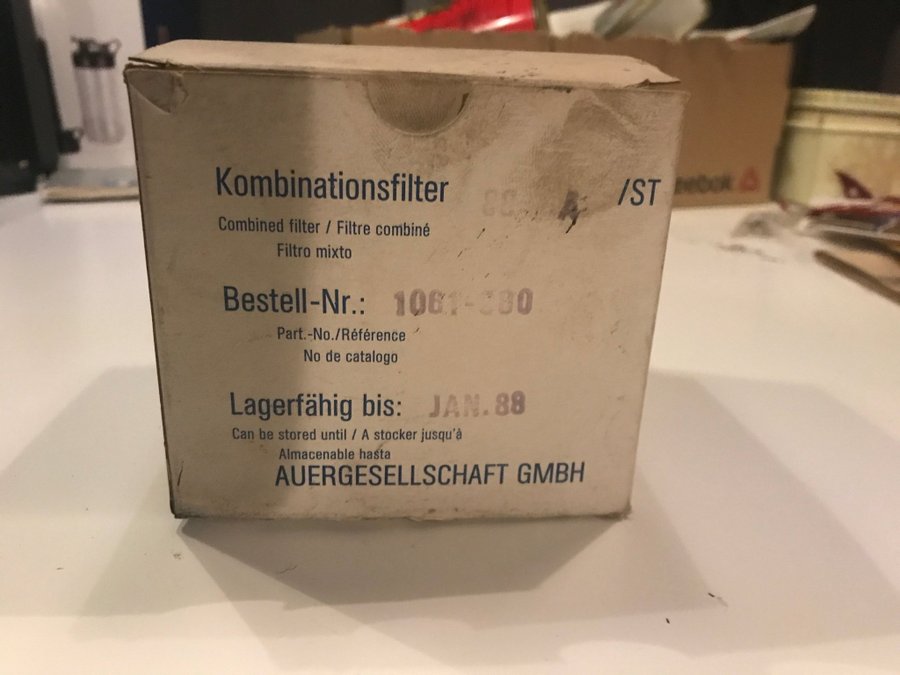 Kombinationsfilter /ST
Combined filter / Filtre combiné
Filtro mixto
Bestell-Nr.:
Part.-No./Référence
No de catalogo
Lagerfähig bis: JAN.88
Can be stored until / A stocker jusqu'à
Almacenable hasta
AUERGESELLSCHAFT GMBH